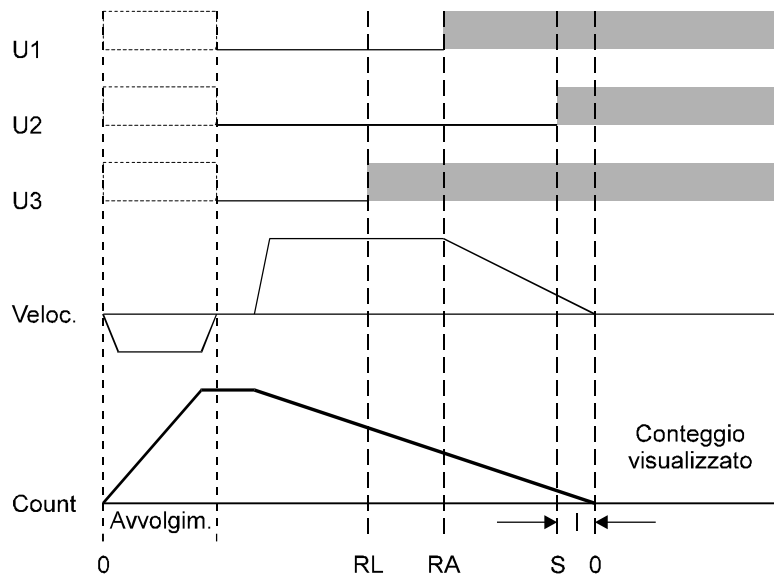 U1
U2
U3
Veloc.
Conteggio
visualizzato
Count
Avvolgim.
I
0 RL RA S 0